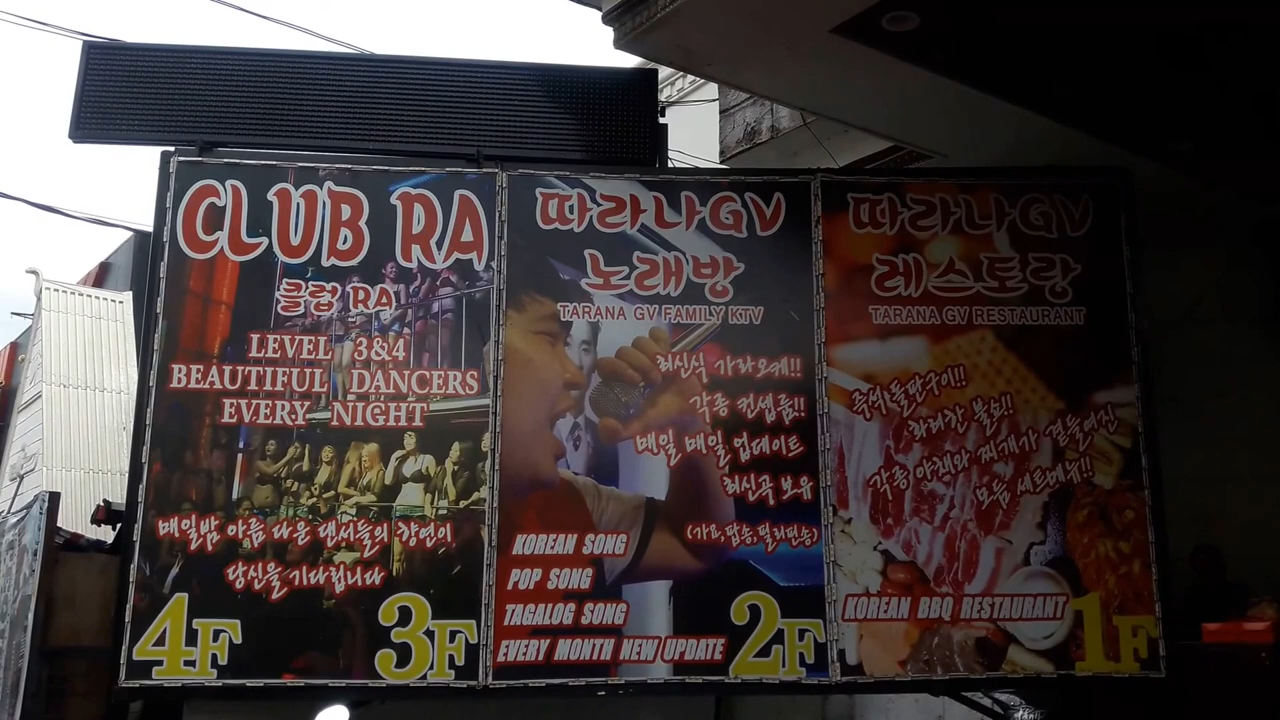 CLUB RA
클럽 RA
LEVEL 3&4
BEAUTIFUL DANCERS
EVERY NIGHT
매일밤 아름다운 댄서들의 향연이
당신을 기다립니다
4F
3F
따라나GV
노래방
TARANA GV FAMILY KTV
최신식 가라오케!!
각종 컨셉룸!!
매일 매일 업데이트
최신곡 보유
(가요,팝송,필리핀송)
KOREAN SONG
POP SONG
TAGALOG SONG
EVERY MONTH NEW UPDATE
2F
따라나GV
레스토랑
TARANA GV RESTAURANT
즉석 돌판구이!!
화려한 불쇼!!
각종 야채와 찌개가 곁들여진
모듬 세트메뉴!!
KOREAN BBQ RESTAURANT
1F